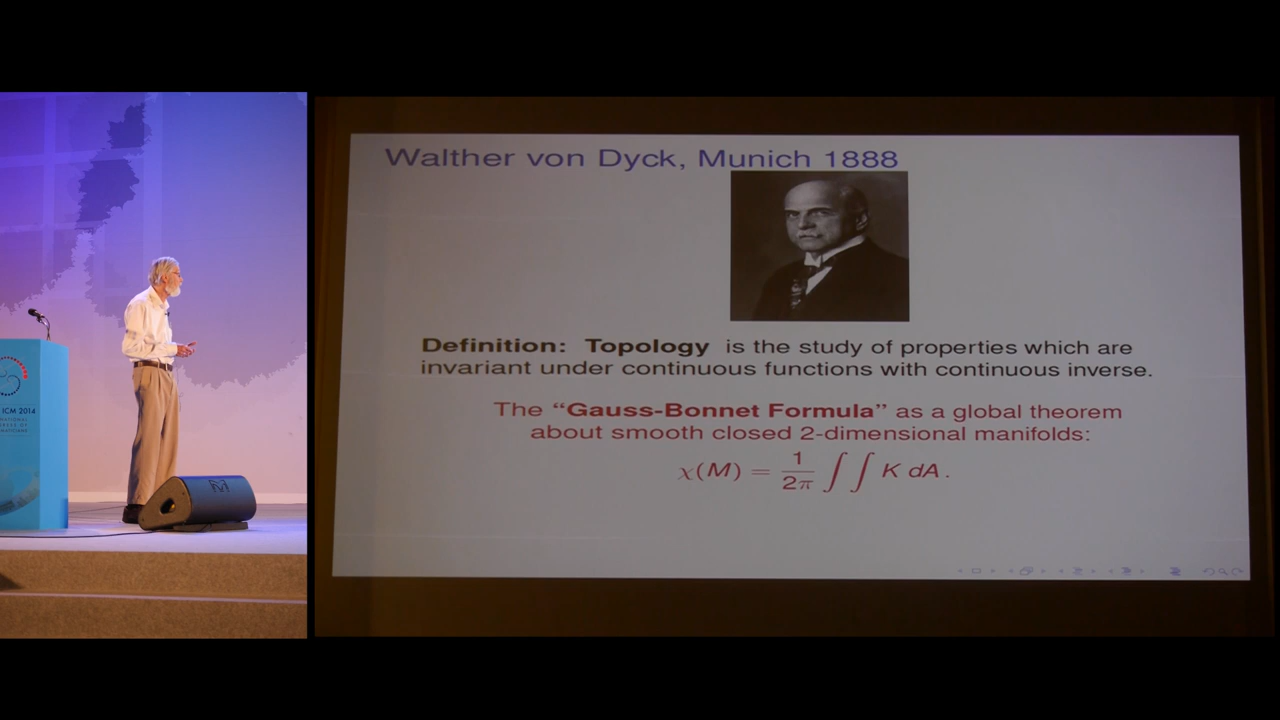 ICM 2014
Walther von Dyck, Munich 1888
Definition: Topology is the study of properties which are
invariant under continuous functions with continuous inverse.
The “Gauss-Bonnet Formula” as a global theorem
about smooth closed 2-dimensional manifolds:
χ(M) = 1/2π ∫∫ K dA.